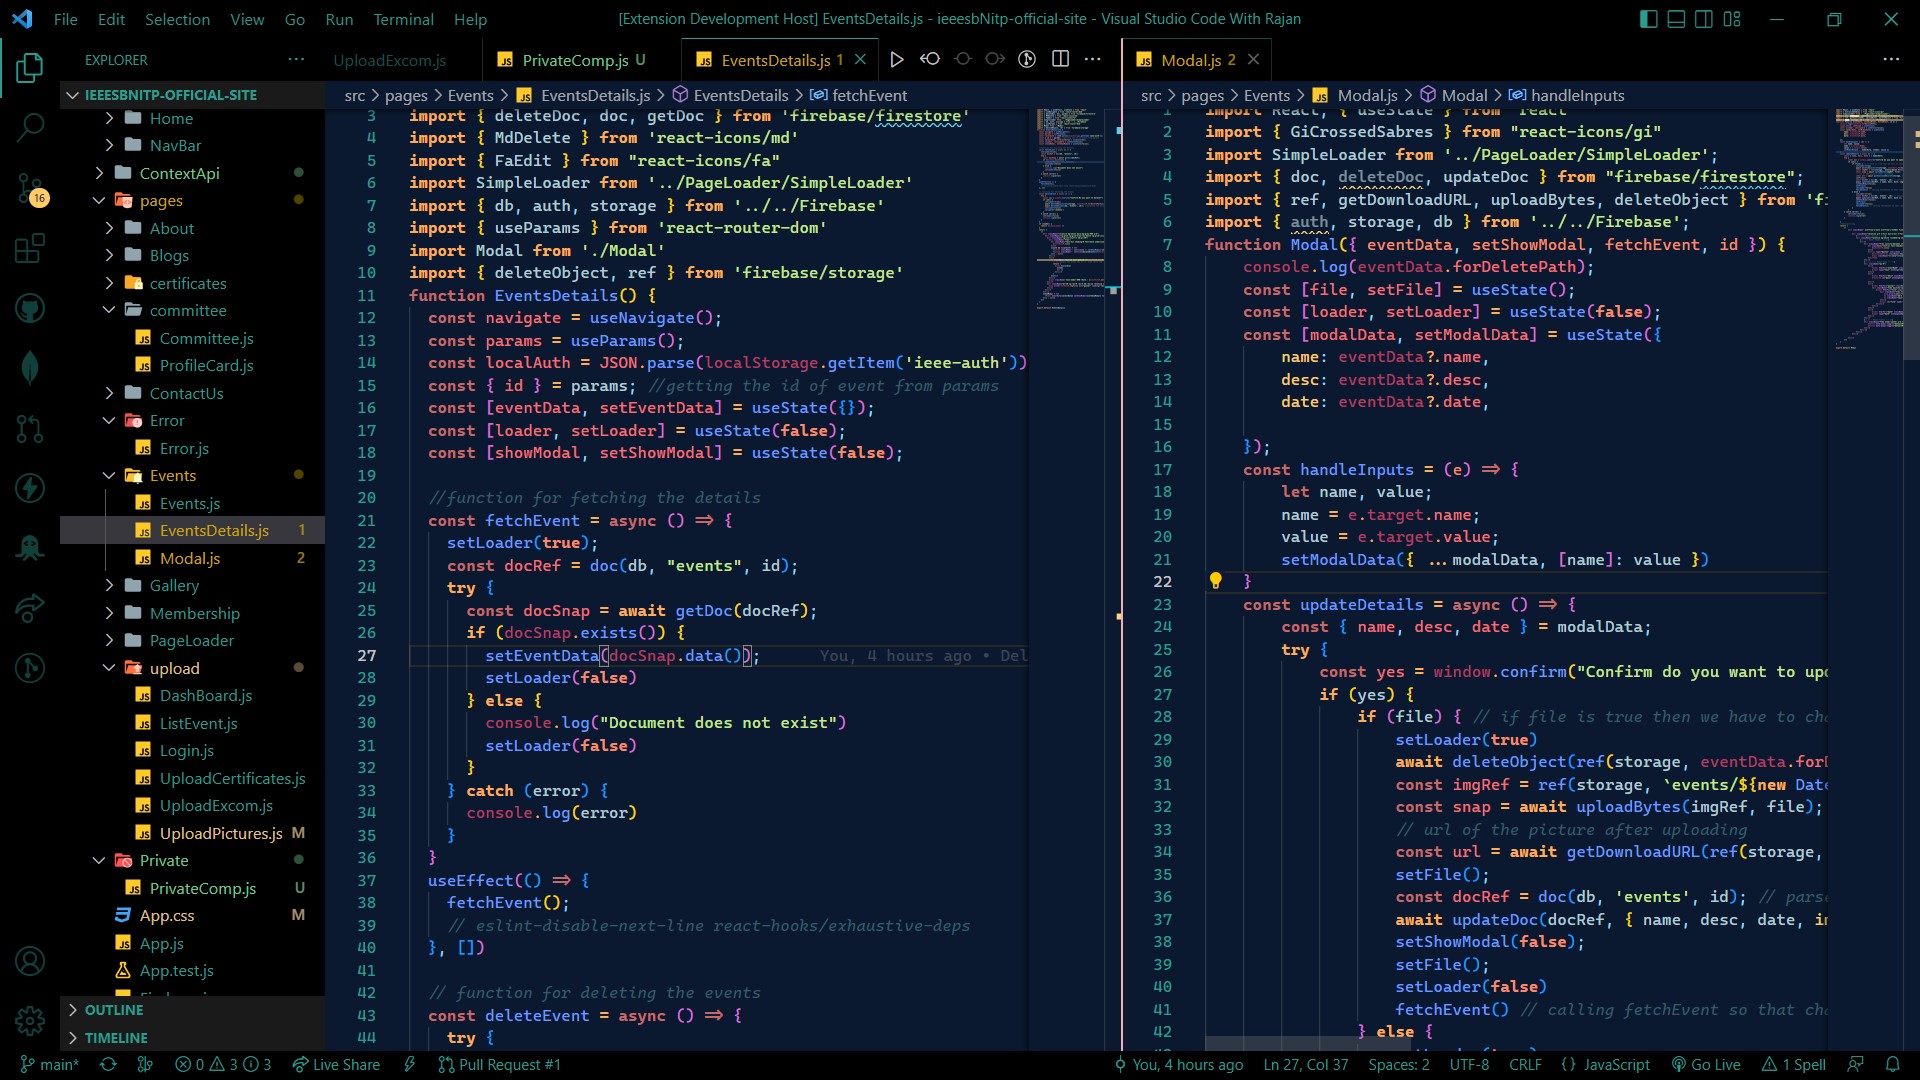 File Edit Selection View Go Run Terminal Help
[Extension Development Host] EventsDetails.js - ieeesbNitp-official-site - Visual Studio Code With Rajan
EXPLORER
IEEESBNITP-OFFICIAL-SITE
Home
NavBar
ContextApi
pages
About
Blogs
certificates
committee
Committee.js
ProfileCard.js
ContactUs
Error
Error.js
Events
Events.js
EventsDetails.js 1
Modal.js 2
Gallery
Membership
PageLoader
upload
DashBoard.js
ListEvent.js
Login.js
UploadCertificates.js
UploadExcom.js
UploadPictures.js M
Private
PrivateComp.js U
App.css M
App.js
App.test.js
OUTLINE
TIMELINE
16
UploadExcom.js
PrivateComp.js U
EventsDetails.js 1
src > pages > Events > EventsDetails.js > EventsDetails > fetchEvent
3 import { deleteDoc, doc, getDoc } from 'firebase/firestore'
4 import { MdDelete } from 'react-icons/md'
5 import { FaEdit } from "react-icons/fa"
6 import SimpleLoader from '../PageLoader/SimpleLoader'
7 import { db, auth, storage } from '../../Firebase'
8 import { useParams } from 'react-router-dom'
9 import Modal from './Modal'
10 import { deleteObject, ref } from 'firebase/storage'
11 function EventsDetails() {
12 const navigate = useNavigate();
13 const params = useParams();
14 const localAuth = JSON.parse(localStorage.getItem('ieee-auth'))
15 const { id } = params; //getting the id of event from params
16 const [eventData, setEventData] = useState({});
17 const [loader, setLoader] = useState(false);
18 const [showModal, setShowModal] = useState(false);
19
20 //function for fetching the details
21 const fetchEvent = async () => {
22 setLoader(true);
23 const docRef = doc(db, "events", id);
24 try {
25 const docSnap = await getDoc(docRef);
26 if (docSnap.exists()) {
27 setEventData(docSnap.data()); You, 4 hours ago • Del
28 setLoader(false)
29 } else {
30 console.log("Document does not exist")
31 setLoader(false)
32 }
33 } catch (error) {
34 console.log(error)
35 }
36 }
37 useEffect(() => {
38 fetchEvent();
39 // eslint-disable-next-line react-hooks/exhaustive-deps
40 }, [])
41
42 // function for deleting the events
43 const deleteEvent = async () => {
44 try {
Modal.js 2
src > pages > Events > Modal.js > Modal > handleInputs
1 import React, { useState } from "react"
2 import { GiCrossedSabres } from "react-icons/gi"
3 import SimpleLoader from '../PageLoader/SimpleLoader';
4 import { doc, deleteDoc, updateDoc } from "firebase/firestore";
5 import { ref, getDownloadURL, uploadBytes, deleteObject } from 'fi
6 import { auth, storage, db } from '../../Firebase';
7 function Modal({ eventData, setShowModal, fetchEvent, id }) {
8 console.log(eventData.forDeletePath);
9 const [file, setFile] = useState();
10 const [loader, setLoader] = useState(false);
11 const [modalData, setModalData] = useState({
12 name: eventData?.name,
13 desc: eventData?.desc,
14 date: eventData?.date,
15
16 });
17 const handleInputs = (e) => {
18 let name, value;
19 name = e.target.name;
20 value = e.target.value;
21 setModalData({ ...modalData, [name]: value })
22 }
23 const updateDetails = async () => {
24 const { name, desc, date } = modalData;
25 try {
26 const yes = window.confirm("Confirm do you want to upd
27 if (yes) {
28 if (file) { // if file is true then we have to cha
29 setLoader(true)
30 await deleteObject(ref(storage, eventData.forD
31 const imgRef = ref(storage, `events/${new Date
32 const snap = await uploadBytes(imgRef, file);
33 // url of the picture after uploading
34 const url = await getDownloadURL(ref(storage,
35 setFile();
36 const docRef = doc(db, 'events', id); // pars
37 await updateDoc(docRef, { name, desc, date, i
38 setShowModal(false);
39 setFile();
40 setLoader(false)
41 fetchEvent() // calling fetchEvent so that ch
42 } else {
main* 0 3 3 Live Share Pull Request #1
You, 4 hours ago Ln 27, Col 37 Spaces: 2 UTF-8 CRLF {} JavaScript Go Live 1 Spell